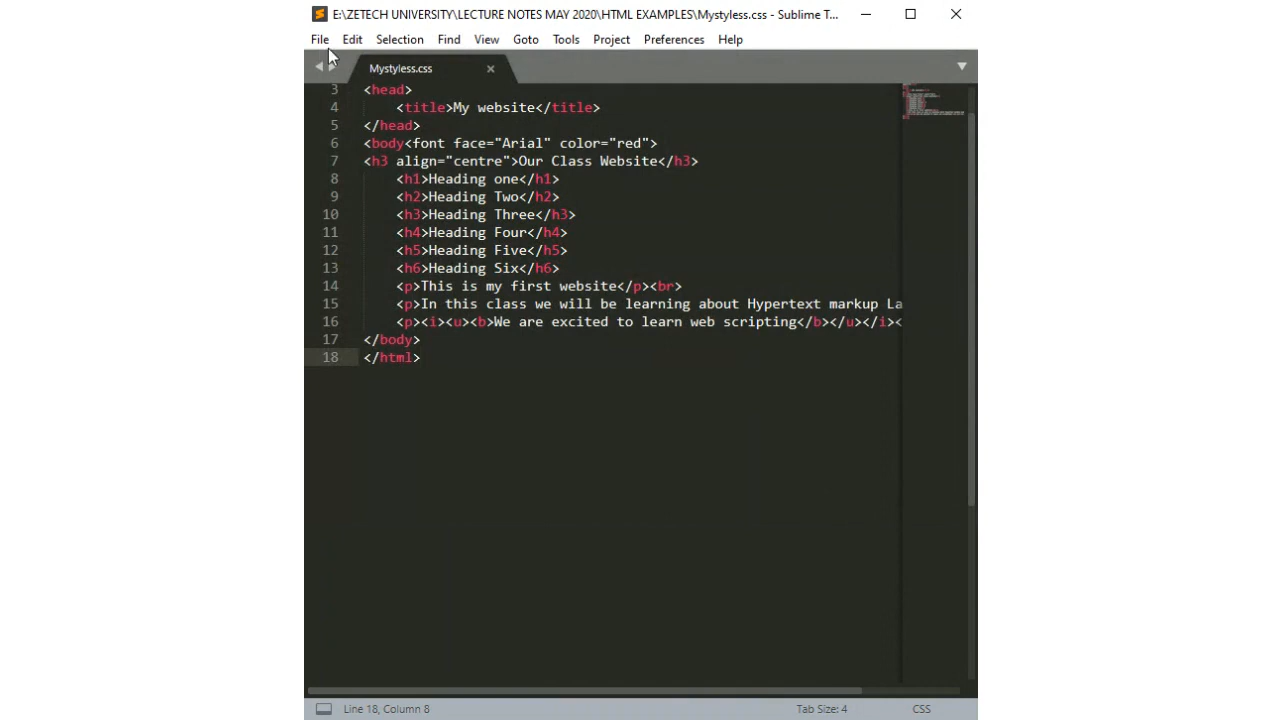 E:\ZETECH UNIVERSITY\LECTURE NOTES MAY 2020\HTML EXAMPLES\Mystyless.css - Sublime T...
File Edit Selection Find View Goto Tools Project Preferences Help
Mystyless.css
3 <head>
4 <title>My website</title>
5 </head>
6 <body<font face="Arial" color="red">
7 <h3 align="centre">Our Class Website</h3>
8 <h1>Heading one</h1>
9 <h2>Heading Two</h2>
10 <h3>Heading Three</h3>
11 <h4>Heading Four</h4>
12 <h5>Heading Five</h5>
13 <h6>Heading Six</h6>
14 <p>This is my first website</p><br>
15 <p>In this class we will be learning about Hypertext markup La
16 <p><i><u><b>We are excited to learn web scripting</b></u></i><
17 </body>
18 </html>
Line 18, Column 8 Tab Size: 4 CSS